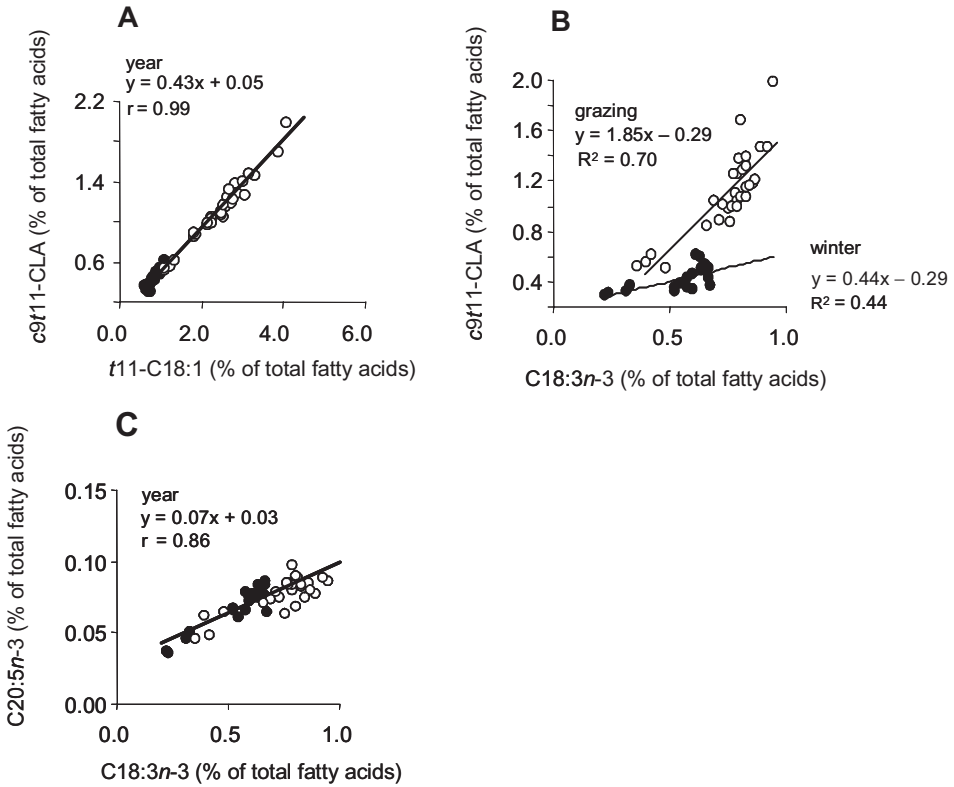 A
c9t11-CLA (% of total fatty acids)
year
y = 0.43x + 0.05
r = 0.99
2.2
1.4
0.6
0.0 2.0 4.0 6.0
t11-C18:1 (% of total fatty acids)
B
c9t11-CLA (% of total fatty acids)
2.0
1.6
1.2
0.8
0.4
grazing
y = 1.85x – 0.29
R² = 0.70
winter
y = 0.44x – 0.29
R² = 0.44
0.0 0.5 1.0
C18:3n-3 (% of total fatty acids)
C
C20:5n-3 (% of total fatty acids)
0.15
0.10
0.05
0.00
year
y = 0.07x + 0.03
r = 0.86
0.0 0.5 1.0
C18:3n-3 (% of total fatty acids)